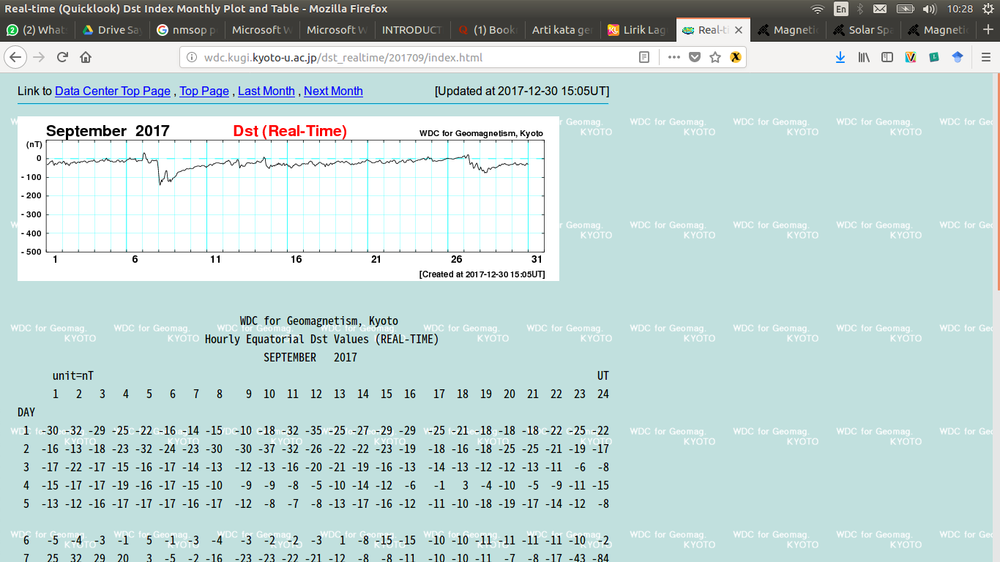 Real-time (Quicklook) Dst Index Monthly Plot and Table - Mozilla Firefox
En 10:28
(2) What
Drive Sa
nmsop p
Microsoft W
Microsoft W
INTRODUCT
(1) Book
Arti kata ge
Lirik Lag
Real-t
Magnetic
Solar Spa
Magneti
wdc.kugi.kyoto-u.ac.jp/dst_realtime/201709/index.html
Link to Data Center Top Page , Top Page , Last Month , Next Month [Updated at 2017-12-30 15:05UT]
September 2017 Dst (Real-Time) WDC for Geomagnetism, Kyoto
(nT)
0
-100
-200
-300
-400
-500
1 6 11 16 21 26 31
[Created at 2017-12-30 15:05UT]
WDC for Geomagnetism, Kyoto
Hourly Equatorial Dst Values (REAL-TIME)
SEPTEMBER 2017
unit=nT UT
1 2 3 4 5 6 7 8 9 10 11 12 13 14 15 16 17 18 19 20 21 22 23 24
DAY
1 -30 -32 -29 -25 -22 -16 -14 -15 -10 -18 -32 -35 -25 -27 -29 -29 -25 -21 -18 -18 -18 -22 -25 -22
2 -16 -13 -18 -23 -32 -24 -23 -30 -30 -37 -32 -26 -22 -22 -23 -19 -18 -16 -18 -25 -25 -21 -19 -17
3 -17 -22 -17 -15 -16 -17 -14 -13 -12 -13 -16 -20 -21 -19 -16 -13 -14 -13 -12 -12 -13 -11 -6 -8
4 -15 -17 -17 -19 -16 -17 -15 -10 -9 -9 -8 -5 -10 -14 -12 -6 -1 3 -4 -10 -5 -9 -11 -15
5 -13 -12 -16 -17 -17 -17 -16 -17 -12 -8 -7 -8 -13 -17 -16 -12 -11 -10 -18 -19 -17 -14 -12 -8
6 -5 -4 -3 -1 5 -1 -3 -4 -3 -2 -2 -3 1 -8 -15 -15 -10 -10 -11 -11 -11 -11 -10 -2
7 25 32 29 20 3 -5 -2 -16 -23 -23 -22 -21 -12 -8 -8 -11 -10 -10 -11 -7 -8 -17 -43 -84
WDC for Geomag.
KYOTO